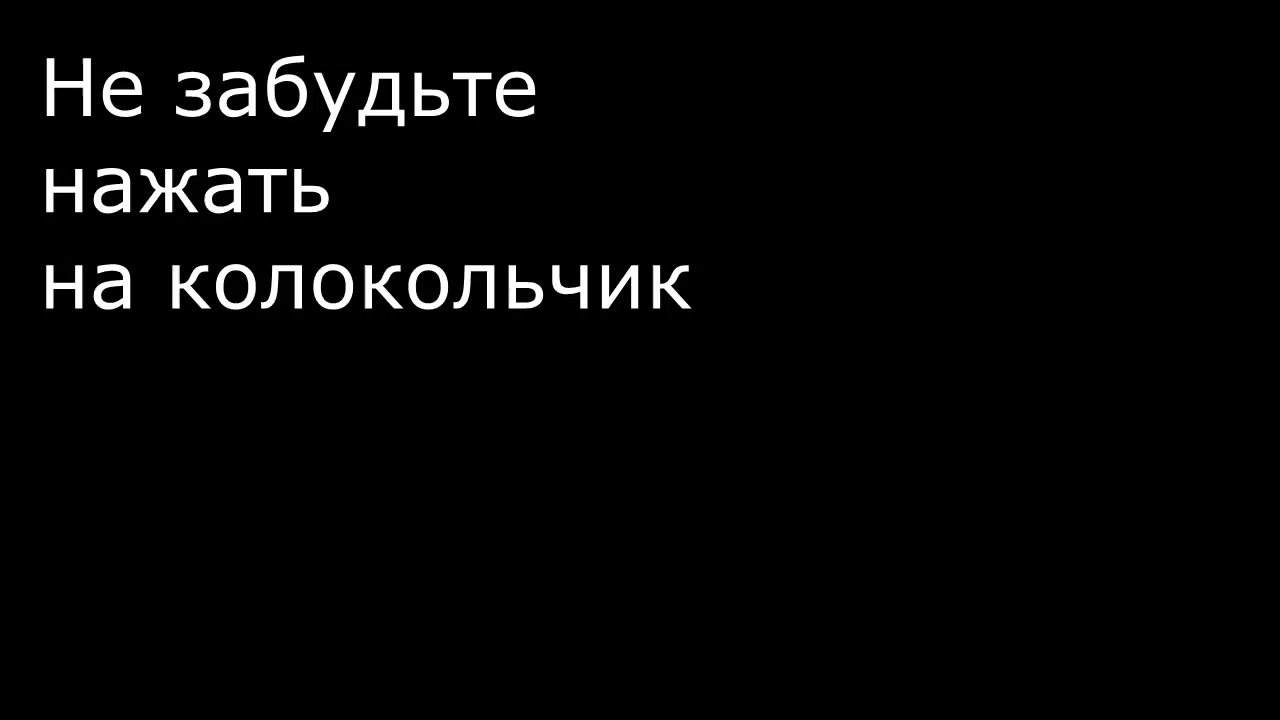 Не забудьте
нажать
на колокольчик